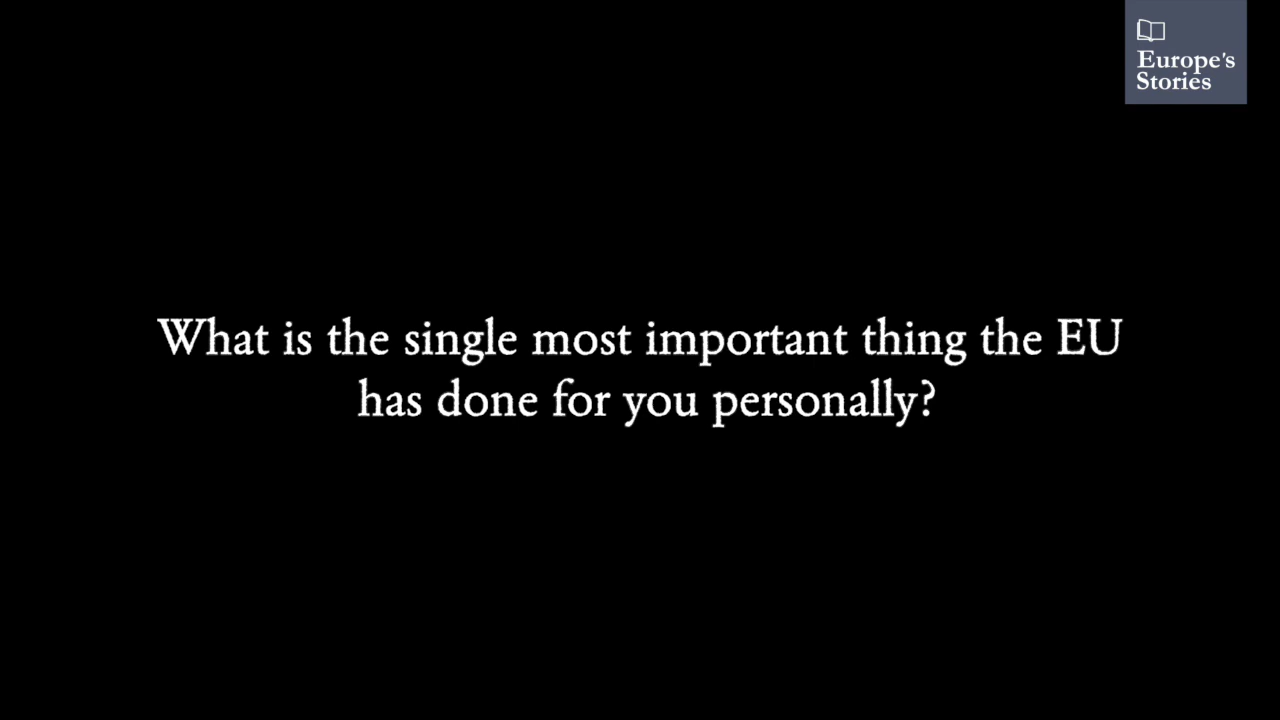 Europe's
Stories
What is the single most important thing the EU
has done for you personally?